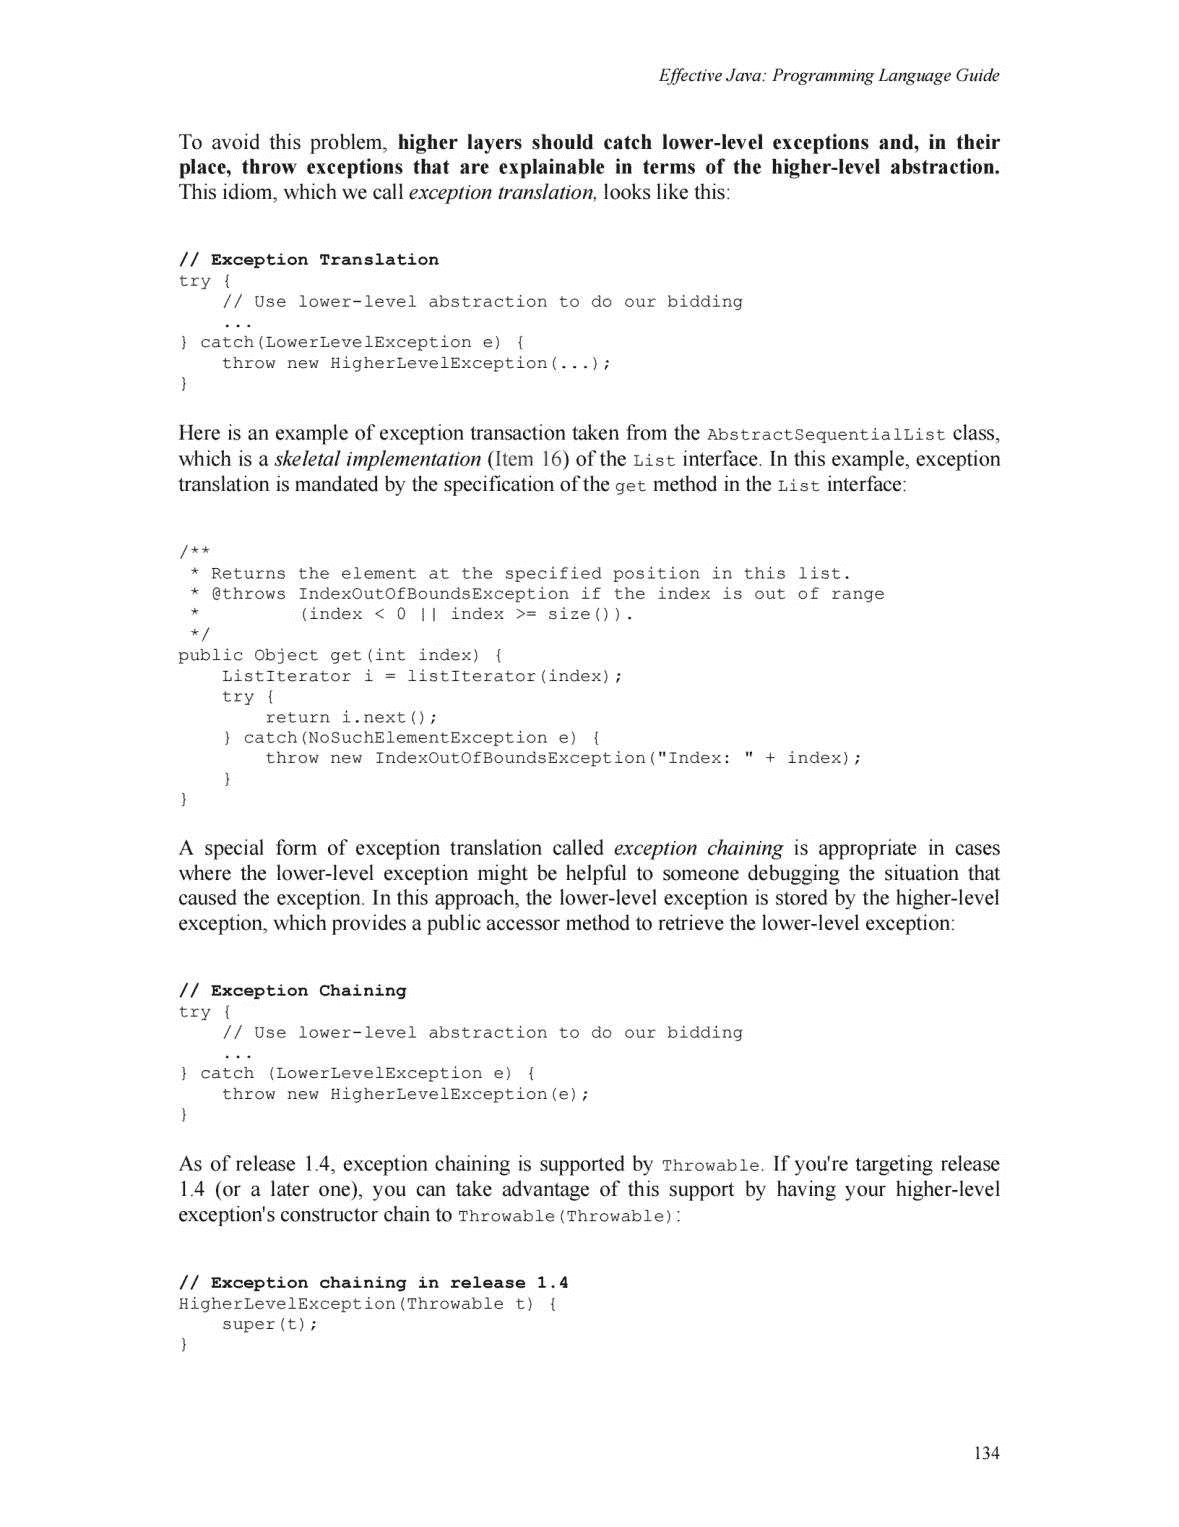 Effective Java: Programming Language Guide
To avoid this problem, higher layers should catch lower-level exceptions and, in their
place, throw exceptions that are explainable in terms of the higher-level abstraction.
This idiom, which we call exception translation, looks like this:
// Exception Translation
try {
    // Use lower-level abstraction to do our bidding
    ...
} catch(LowerLevelException e) {
    throw new HigherLevelException(...);
}
Here is an example of exception transaction taken from the AbstractSequentialList class,
which is a skeletal implementation (Item 16) of the List interface. In this example, exception
translation is mandated by the specification of the get method in the List interface:
/**
 * Returns the element at the specified position in this list.
 * @throws IndexOutOfBoundsException if the index is out of range
 *         (index < 0 || index >= size()).
 */
public Object get(int index) {
    ListIterator i = listIterator(index);
    try {
        return i.next();
    } catch(NoSuchElementException e) {
        throw new IndexOutOfBoundsException("Index: " + index);
    }
}
A special form of exception translation called exception chaining is appropriate in cases
where the lower-level exception might be helpful to someone debugging the situation that
caused the exception. In this approach, the lower-level exception is stored by the higher-level
exception, which provides a public accessor method to retrieve the lower-level exception:
// Exception Chaining
try {
    // Use lower-level abstraction to do our bidding
    ...
} catch (LowerLevelException e) {
    throw new HigherLevelException(e);
}
As of release 1.4, exception chaining is supported by Throwable. If you're targeting release
1.4 (or a later one), you can take advantage of this support by having your higher-level
exception's constructor chain to Throwable(Throwable):
// Exception chaining in release 1.4
HigherLevelException(Throwable t) {
    super(t);
}
134